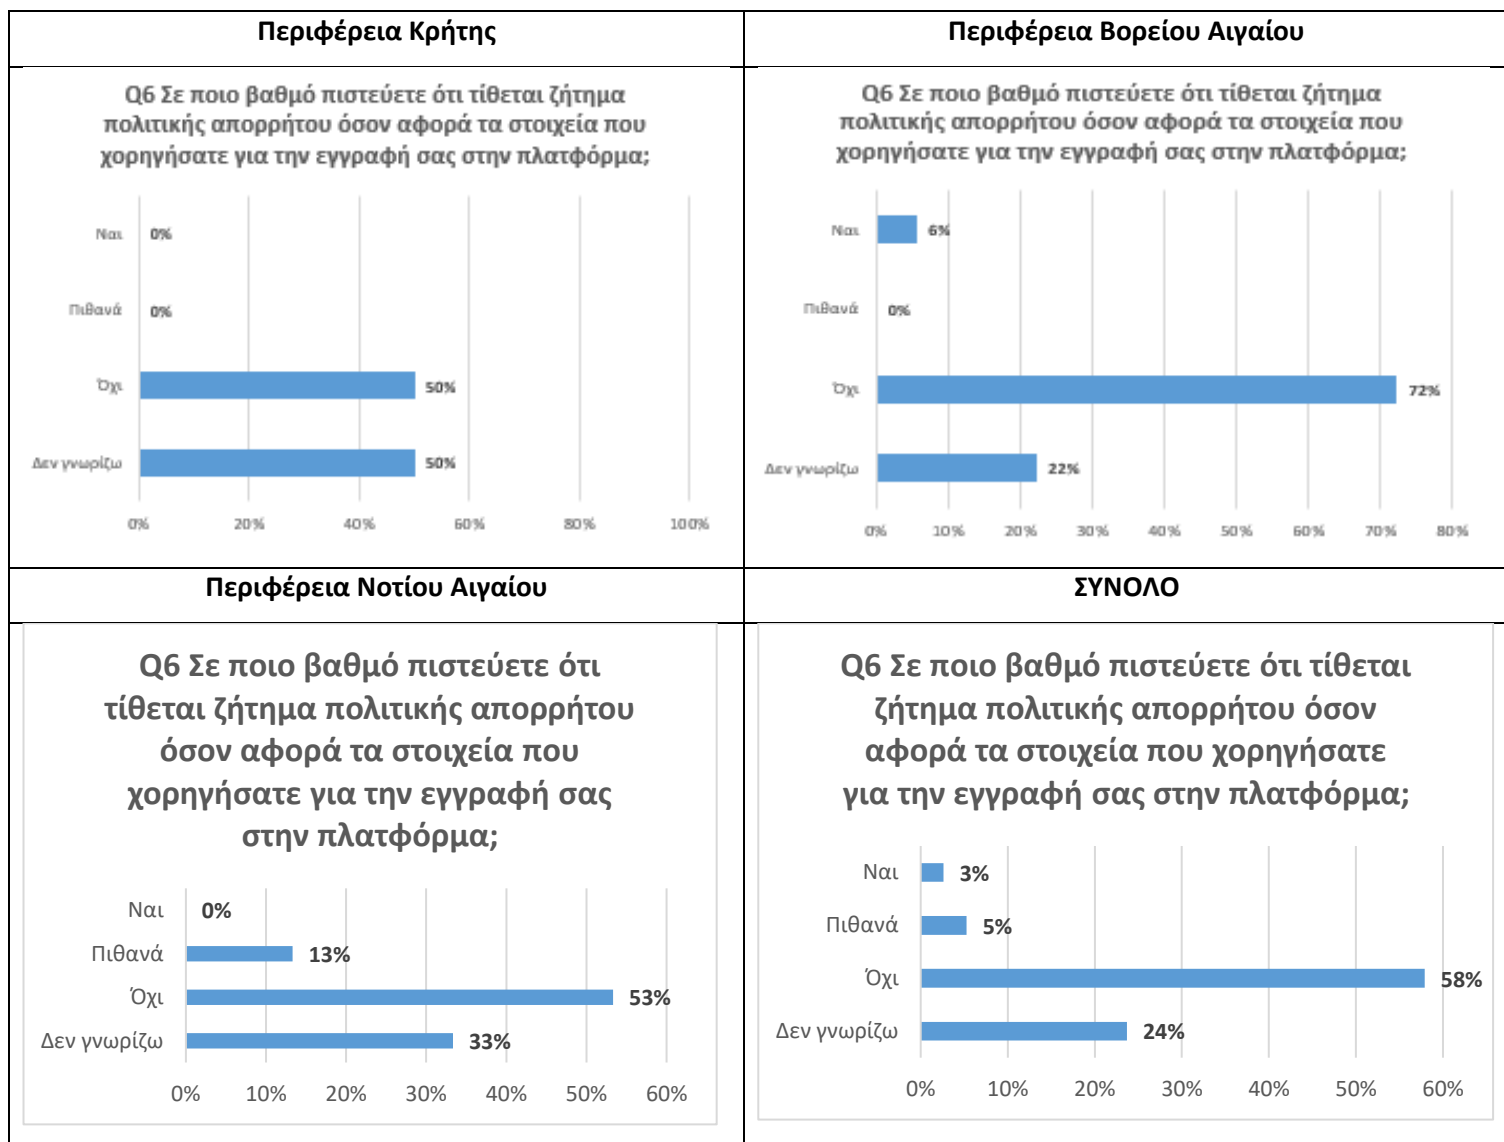 Περιφέρεια Κρήτης
Περιφέρεια Βορείου Αιγαίου
Q6 Σε ποιο βαθμό πιστεύετε ότι τίθεται ζήτημα
πολιτικής απορρήτου όσον αφορά τα στοιχεία που
χορηγήσατε για την εγγραφή σας στην πλατφόρμα;
Ναι 0%
Πιθανά 0%
Όχι 50%
Δεν γνωρίζω 50%
0% 20% 40% 60% 80% 100%
Q6 Σε ποιο βαθμό πιστεύετε ότι τίθεται ζήτημα
πολιτικής απορρήτου όσον αφορά τα στοιχεία που
χορηγήσατε για την εγγραφή σας στην πλατφόρμα;
Ναι 6%
Πιθανά 0%
Όχι 72%
Δεν γνωρίζω 22%
0% 10% 20% 30% 40% 50% 60% 70% 80%
Περιφέρεια Νοτίου Αιγαίου
ΣΥΝΟΛΟ
Q6 Σε ποιο βαθμό πιστεύετε ότι
τίθεται ζήτημα πολιτικής απορρήτου
όσον αφορά τα στοιχεία που
χορηγήσατε για την εγγραφή σας
στην πλατφόρμα;
Ναι 0%
Πιθανά 13%
Όχι 53%
Δεν γνωρίζω 33%
0% 10% 20% 30% 40% 50% 60%
Q6 Σε ποιο βαθμό πιστεύετε ότι τίθεται
ζήτημα πολιτικής απορρήτου όσον
αφορά τα στοιχεία που χορηγήσατε
για την εγγραφή σας στην πλατφόρμα;
Ναι 3%
Πιθανά 5%
Όχι 58%
Δεν γνωρίζω 24%
0% 10% 20% 30% 40% 50% 60%